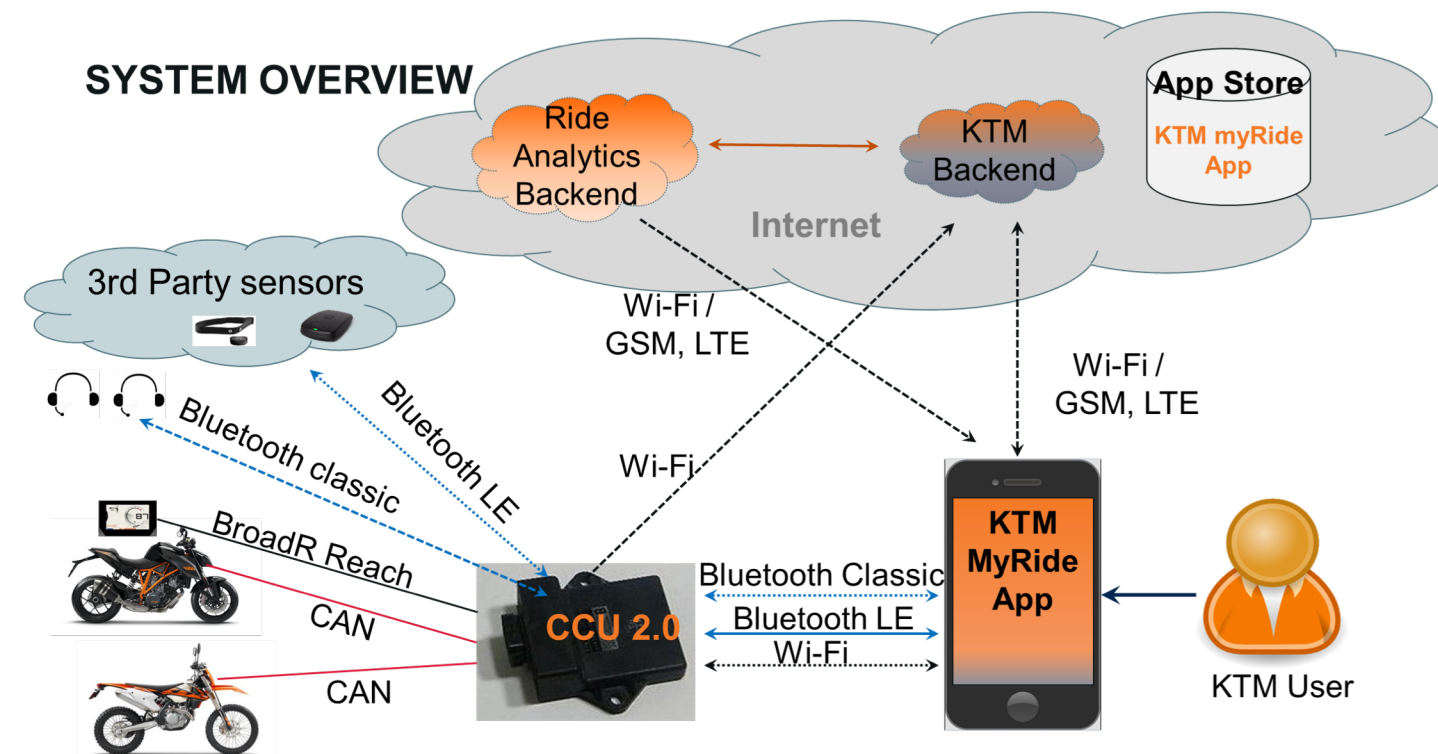 SYSTEM OVERVIEW
Ride
Analytics
Backend
KTM
Backend
App Store
KTM myRide
App
Internet
3rd Party sensors
Wi-Fi /
GSM, LTE
Wi-Fi /
GSM, LTE
Bluetooth classic
Bluetooth LE
Wi-Fi
BroadR Reach
CAN
CAN
CCU 2.0
Bluetooth Classic
Bluetooth LE
Wi-Fi
KTM
MyRide
App
KTM User